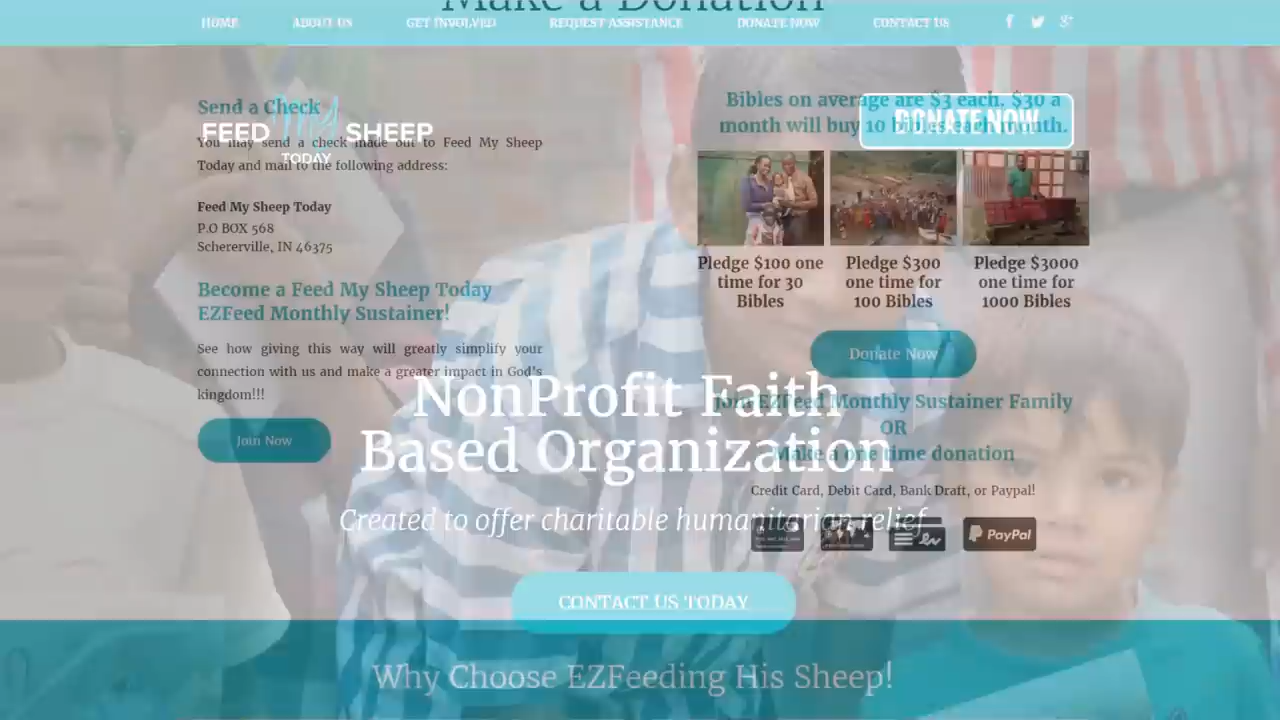 Make a Donation
HOME ABOUT US GET INVOLVED REQUEST ASSISTANCE DONATE NOW CONTACT US
Send a Check
FEED My SHEEP
TODAY
You may send a check made out to Feed My Sheep
Today and mail to the following address:
Feed My Sheep Today
P.O BOX 568
Schererville, IN 46375
Become a Feed My Sheep Today
EZFeed Monthly Sustainer!
See how giving this way will greatly simplify your
connection with us and make a greater impact in God's
kingdom!!!
Join Now
Bibles on average are $3 each. $30 a
month will buy 10 bibles each month.
DONATE NOW
Pledge $100 one
time for 30
Bibles
Pledge $300
one time for
100 Bibles
Pledge $3000
one time for
1000 Bibles
Donate Now
Join EZFeed Monthly Sustainer Family
OR
Make a one time donation
Credit Card, Debit Card, Bank Draft, or Paypal!
PayPal
NonProfit Faith
Based Organization
Created to offer charitable humanitarian relief
CONTACT US TODAY
Why Choose EZFeeding His Sheep!